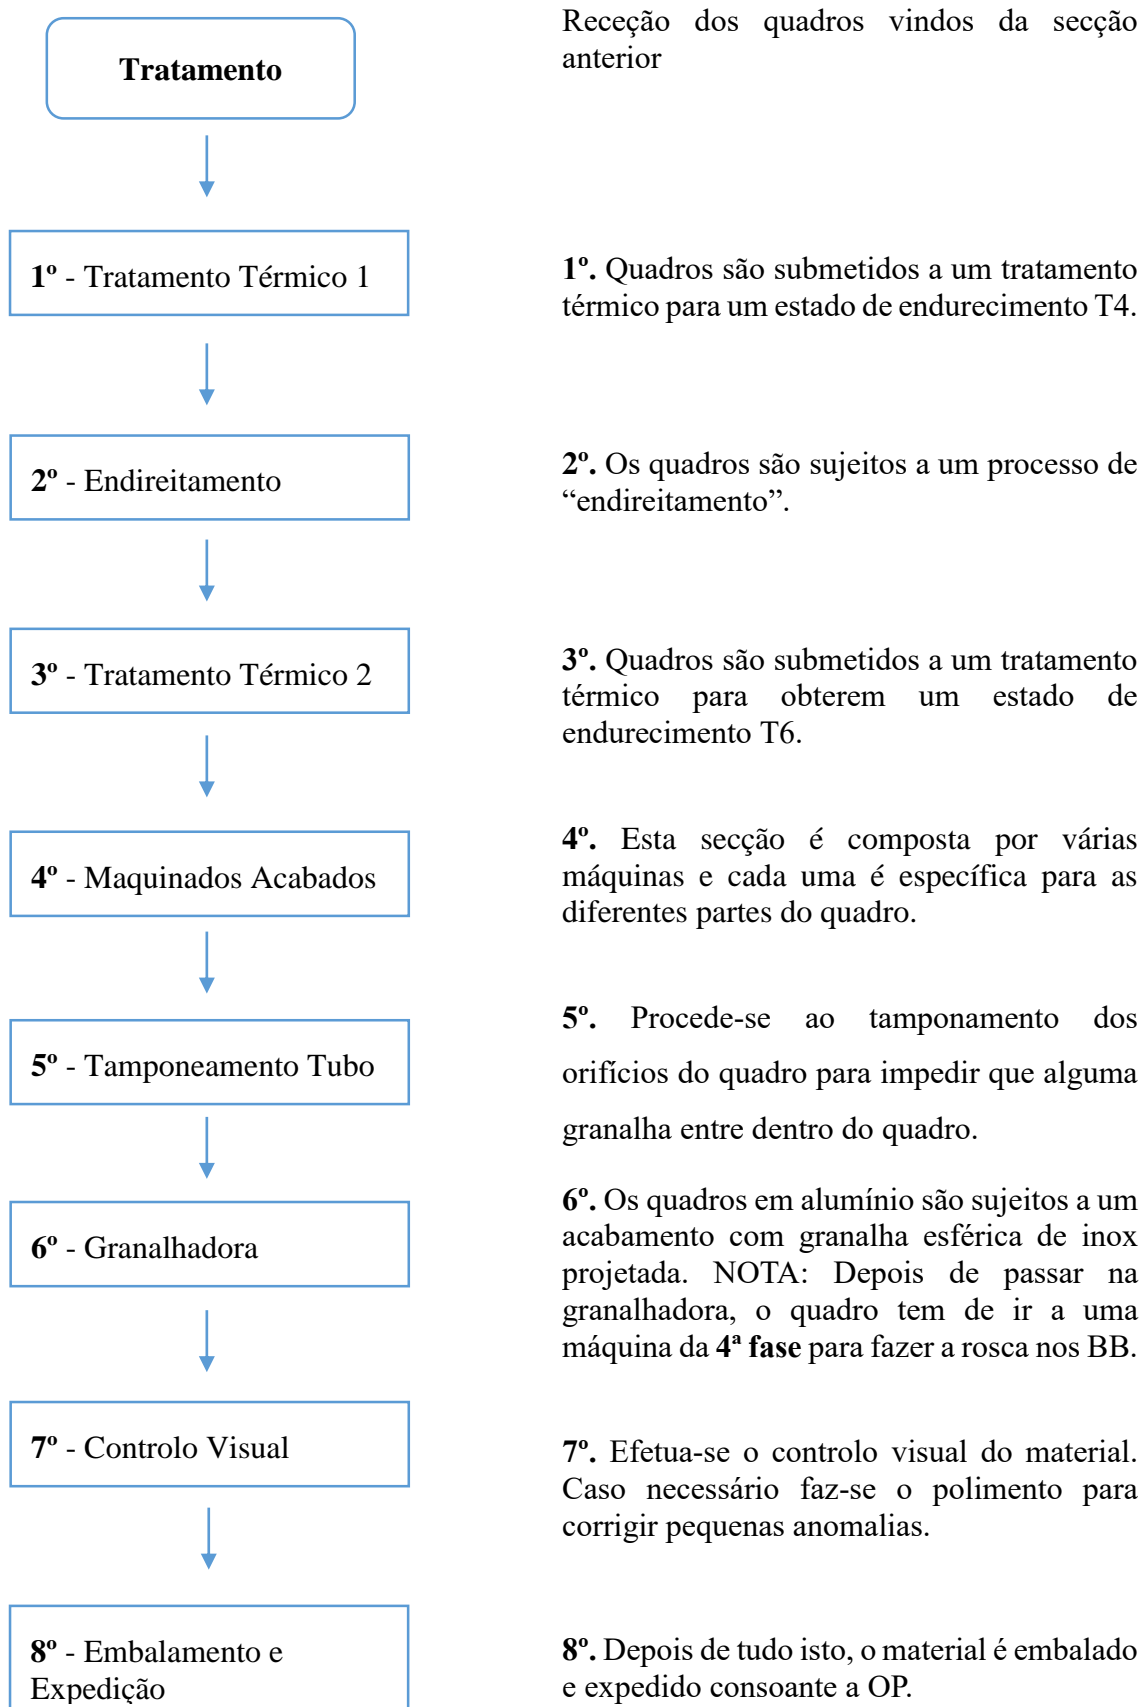 Receção dos quadros vindos da secção
anterior
Tratamento
1º - Tratamento Térmico 1
1º. Quadros são submetidos a um tratamento
térmico para um estado de endurecimento T4.
2º - Endireitamento
2º. Os quadros são sujeitos a um processo de
“endireitamento”.
3º - Tratamento Térmico 2
3º. Quadros são submetidos a um tratamento
térmico para obterem um estado de
endurecimento T6.
4º - Maquinados Acabados
4º. Esta secção é composta por várias
máquinas e cada uma é específica para as
diferentes partes do quadro.
5º - Tamponeamento Tubo
5º. Procede-se ao tamponamento dos
orifícios do quadro para impedir que alguma
granalha entre dentro do quadro.
6º - Granalhadora
6º. Os quadros em alumínio são sujeitos a um
acabamento com granalha esférica de inox
projetada. NOTA: Depois de passar na
granalhadora, o quadro tem de ir a uma
máquina da 4ª fase para fazer a rosca nos BB.
7º - Controlo Visual
7º. Efetua-se o controlo visual do material.
Caso necessário faz-se o polimento para
corrigir pequenas anomalias.
8º - Embalamento e
Expedição
8º. Depois de tudo isto, o material é embalado
e expedido consoante a OP.